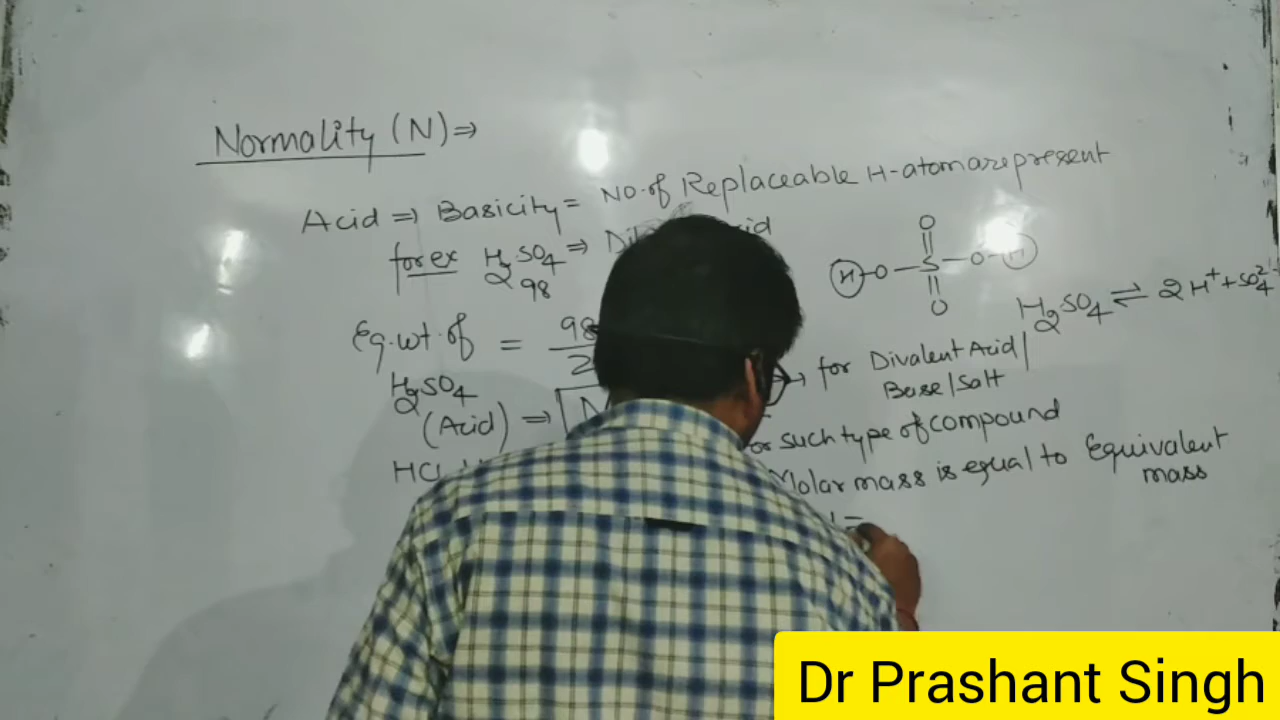 Normality (N) ⇒
Acid ⇒ Basicity = No. of Replaceable H-atom are present
for ex H2SO4 ⇒
98
O
||
(H)-O-S-O-(H)
||
O
H2SO4 ⇌ 2H+ + SO4 2-
Eq. wt. of = 98
H2SO4 2
(Acid) ⇒ N
→ for Divalent Acid/
Base/Salt
HCl
such type of compound
Molar mass is equal to Equivalent
mass
Dr Prashant Singh